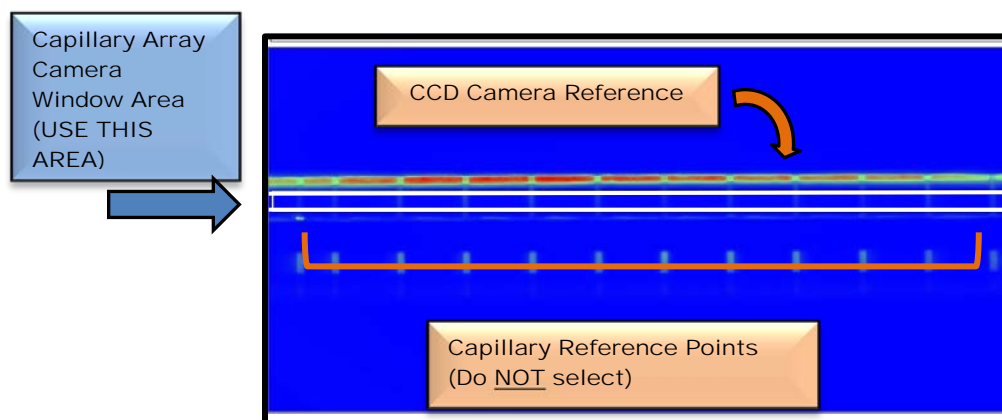 Capillary Array
Camera
Window Area
(USE THIS
AREA)
CCD Camera Reference
Capillary Reference Points
(Do NOT select)